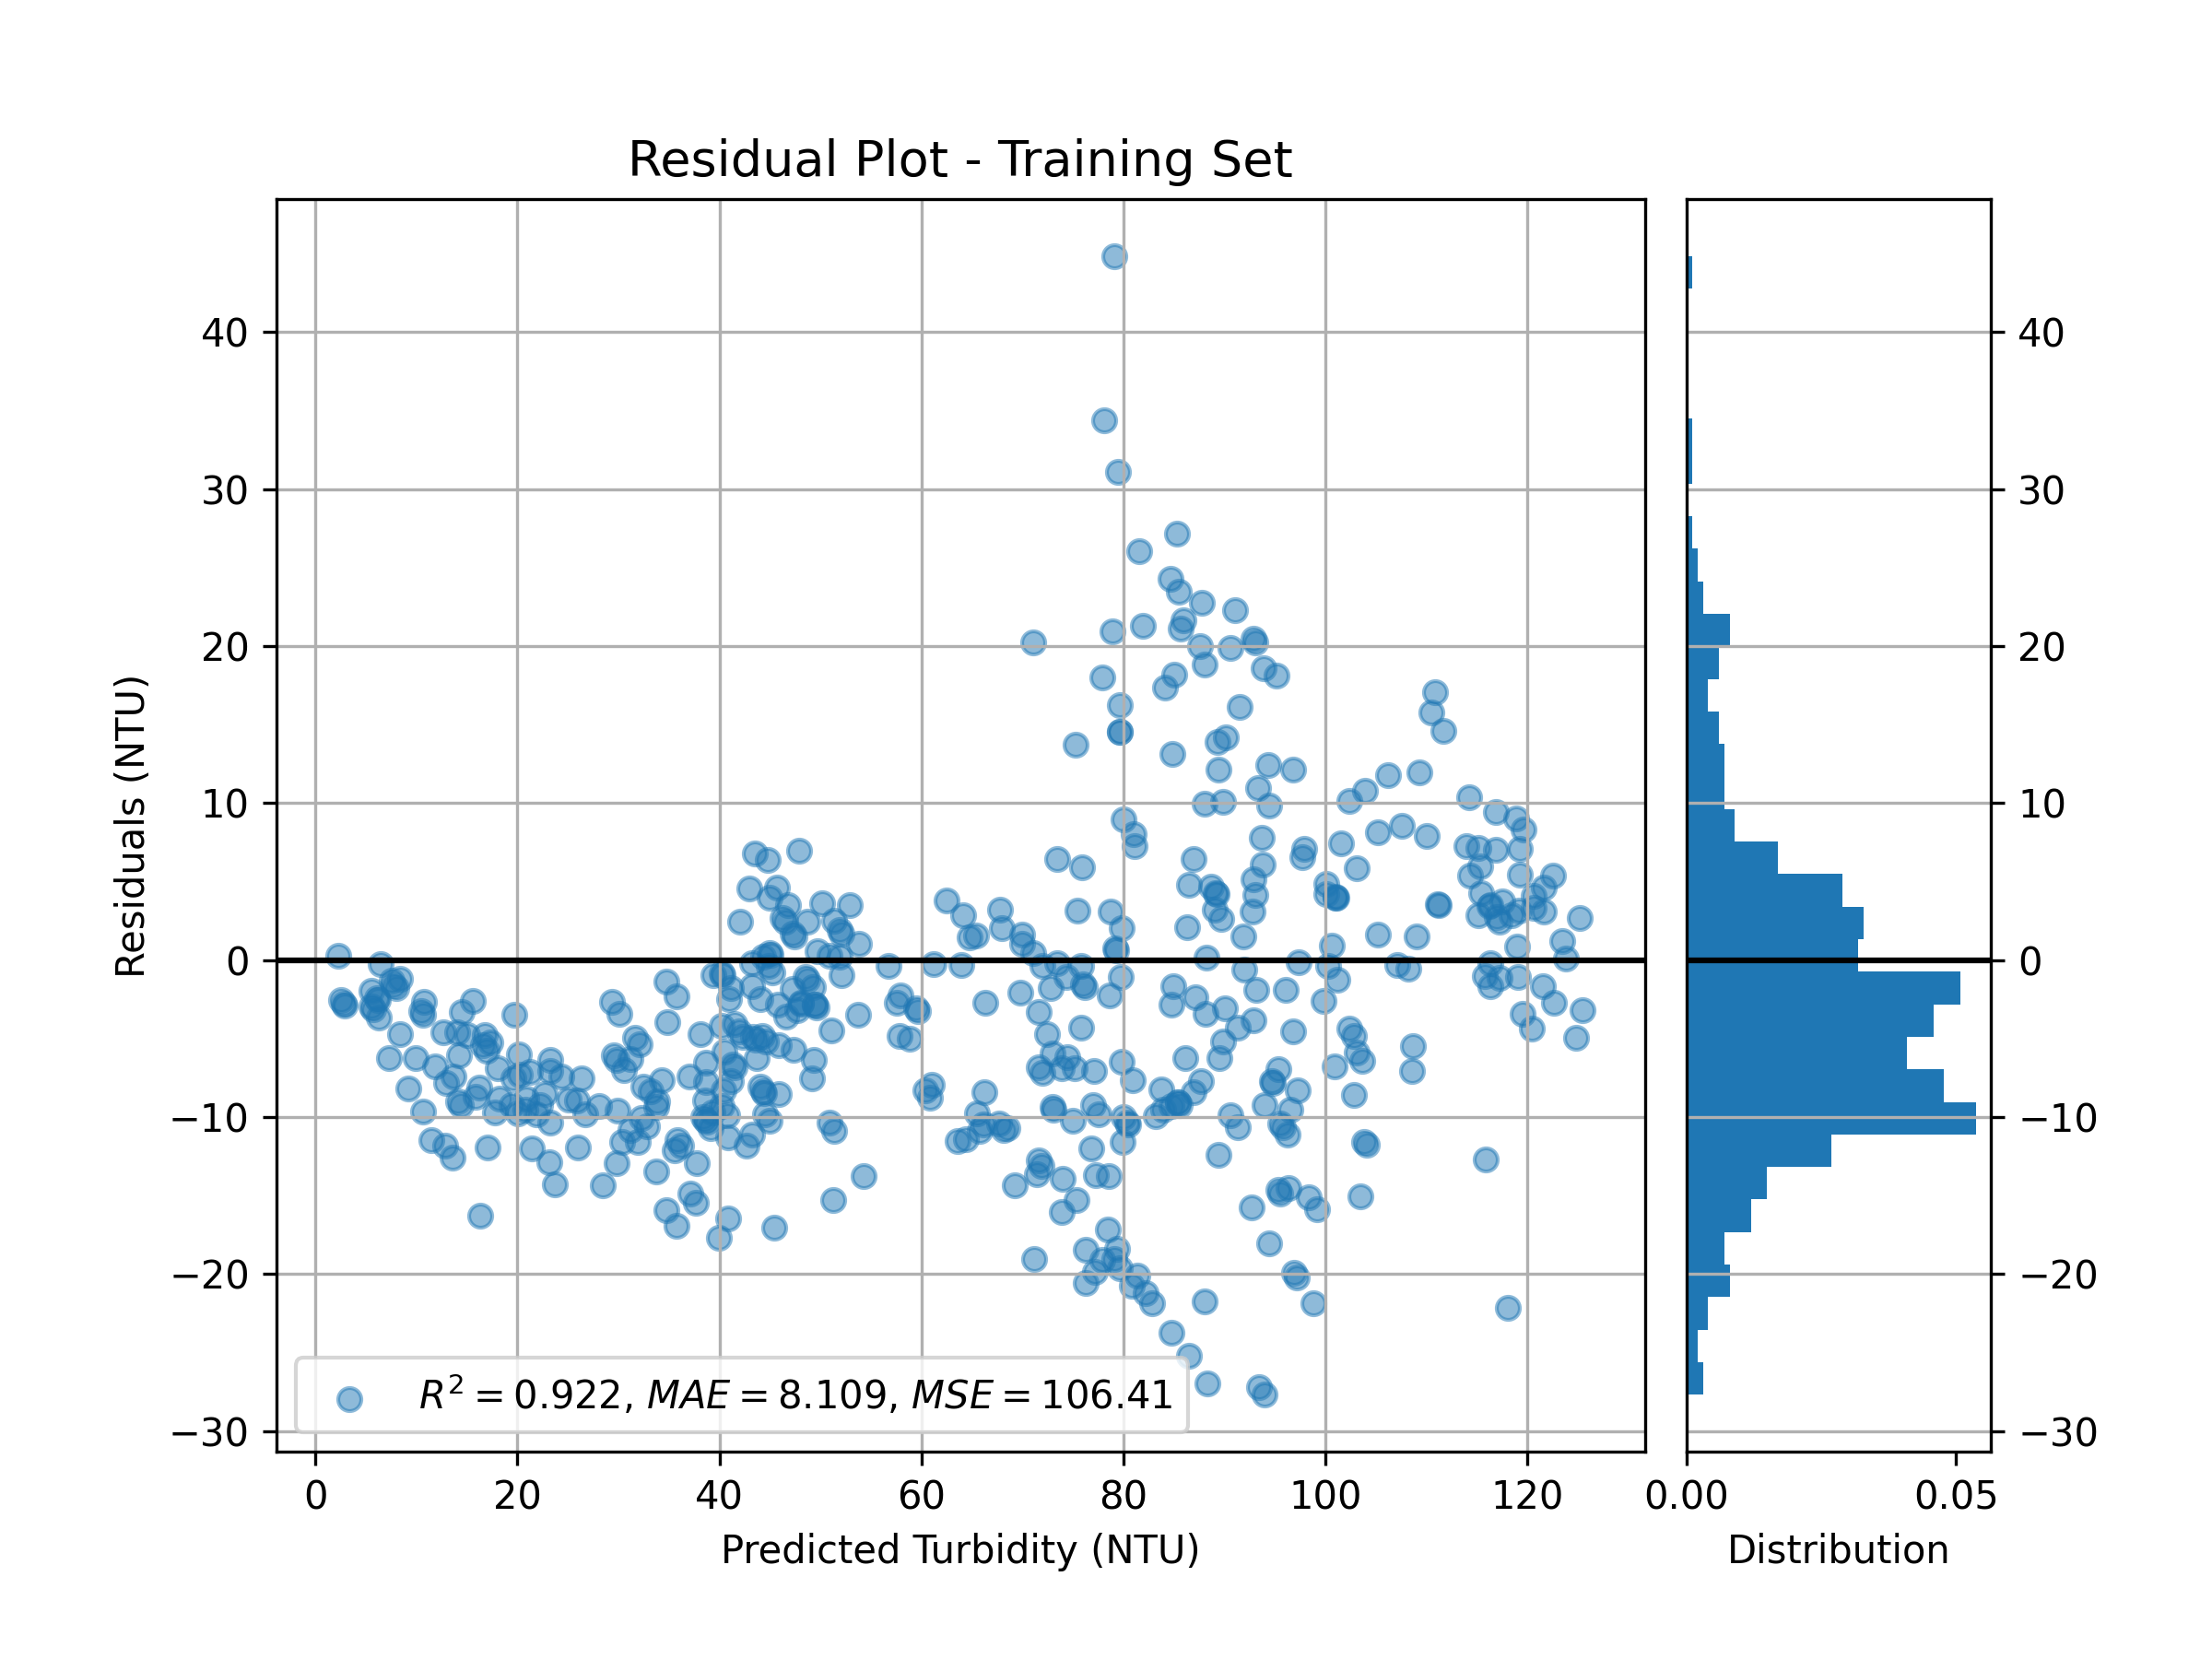 Residual Plot - Training Set
Residuals (NTU)
40
30
20
10
0
−10
−20
−30
R² = 0.922, MAE = 8.109, MSE = 106.41
0 20 40 60 80 100 120
Predicted Turbidity (NTU)
40
30
20
10
0
−10
−20
−30
0.00 0.05
Distribution